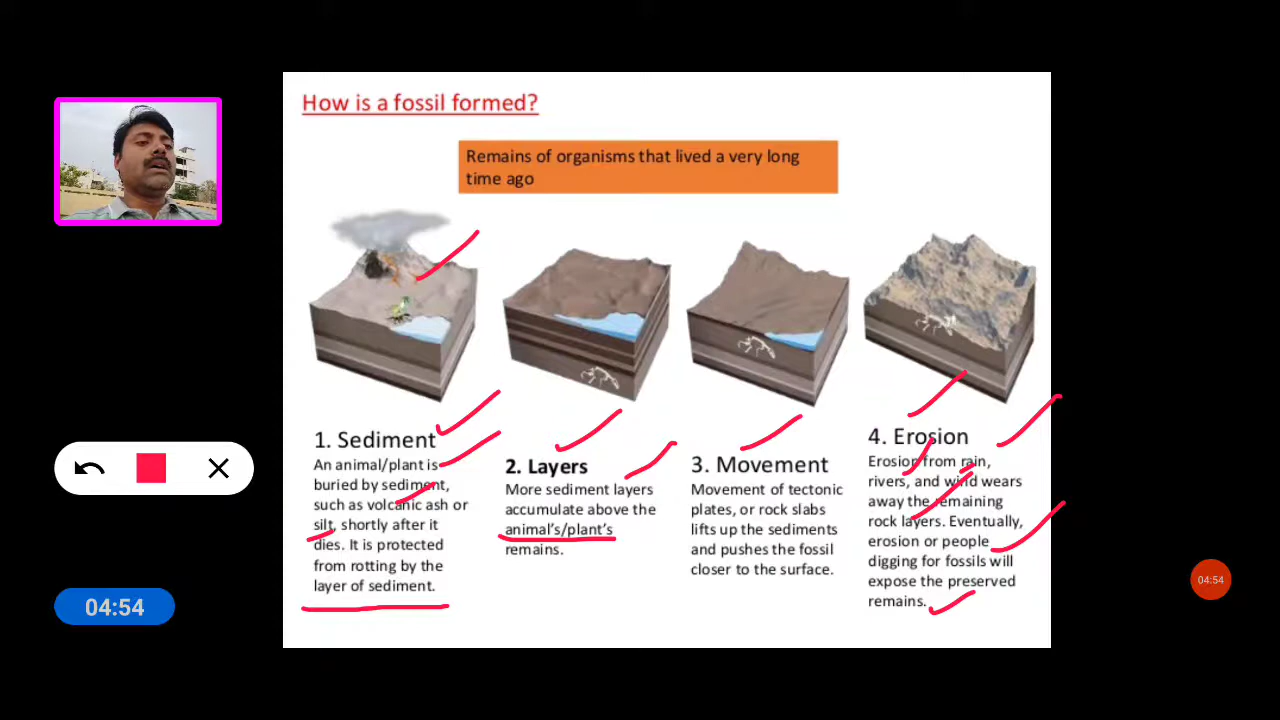 How is a fossil formed?
Remains of organisms that lived a very long
time ago
1. Sediment
An animal/plant is
buried by sediment,
such as volcanic ash or
silt, shortly after it
dies. It is protected
from rotting by the
layer of sediment.
2. Layers
More sediment layers
accumulate above the
animal's/plant's
remains.
3. Movement
Movement of tectonic
plates, or rock slabs
lifts up the sediments
and pushes the fossil
closer to the surface.
4. Erosion
Erosion from rain,
rivers, and wind wears
away the remaining
rock layers. Eventually,
erosion or people
digging for fossils will
expose the preserved
remains.
04:54
04:54